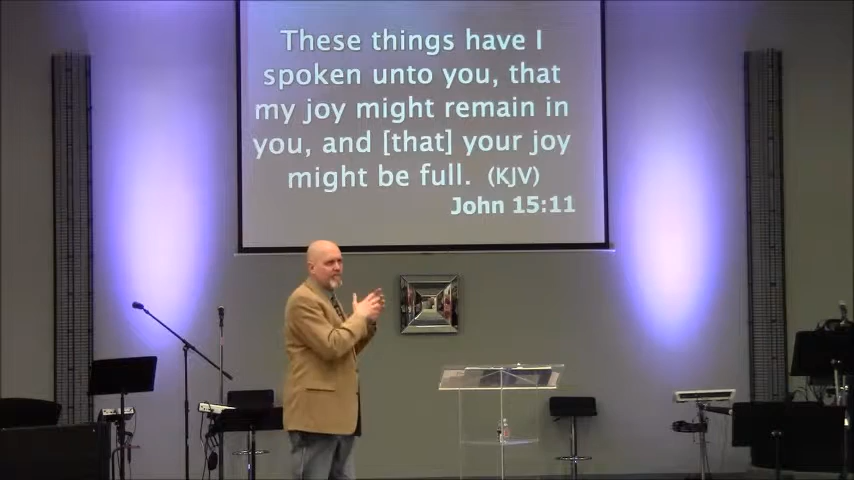 These things have I
spoken unto you, that
my joy might remain in
you, and [that] your joy
might be full. (KJV)
John 15:11